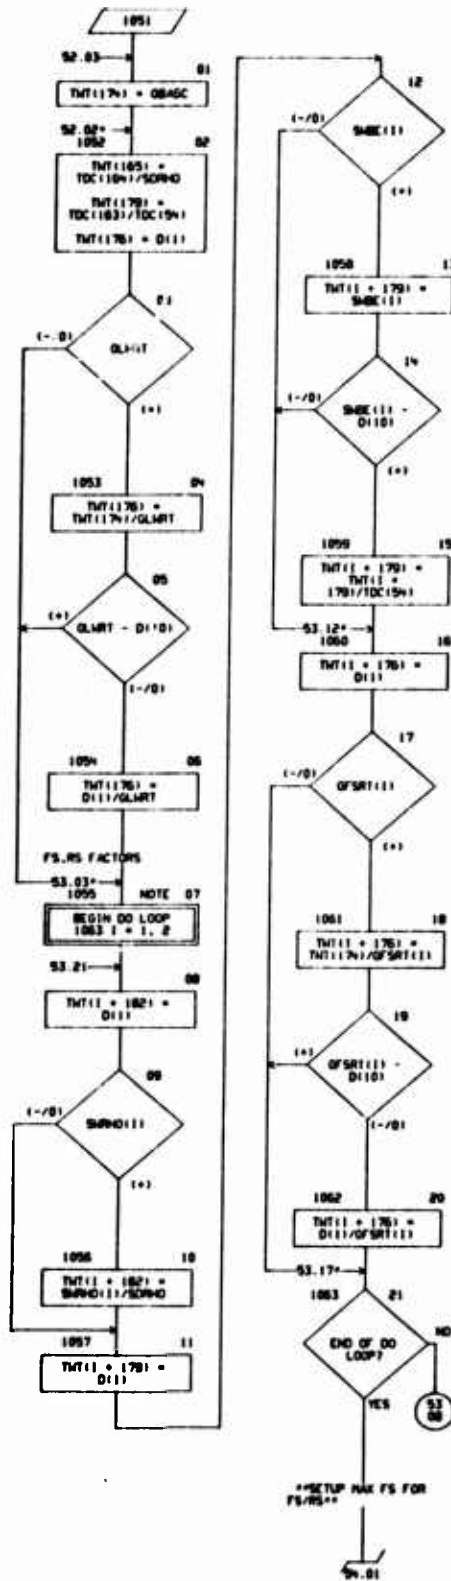 1051
52.03
01
TWT(174) = OBASC
52.02*
1052 02
TWT(165) =
TDC(164)/SDRHO
TWT(179) =
TDC(163)/TDC(54)
TWT(176) = D(1)
(+)
1053 04
TWT(176) =
TWT(174)/GLWRT
05
(+)
(-/0)
1054 06
TWT(176) =
D(1)/GLWRT
FS,RS FACTORS
53.03*
1055 NOTE 07
BEGIN DO LOOP
1063 I = 1, 2
53.21
08
TWT(I + 182) =
D(1)
09
(-/0)
SWRHO(I)
(+)
1056 10
TWT(I + 182) =
SWRHO(I)/SDRHO
1057 11
TWT(I + 179) =
D(1)
12
(-/0)
SWBE(I)
(+)
1058
TWT(I + 179) =
SWBE(I)
14
(-/0)
SWBE(I) -
D(10)
(+)
1059 15
TWT(I + 179) =
TWT(I +
179)/TDC(54)
53.12*
1060 16
TWT(I + 176) =
D(1)
17
(-/0)
OFSRT(I)
(+)
1061 18
TWT(I + 176) =
TWT(174)/OFSRT(I)
19
(+)
OFSRT(I) -
D(10)
(-/0)
1062 20
TWT(I + 176) =
D(1)/OFSRT(I)
53.17*
1063 21
END OF DO
LOOP?
NO
53
08
YES
**SETUP MAX FS FOR
FS/RS**
54.01